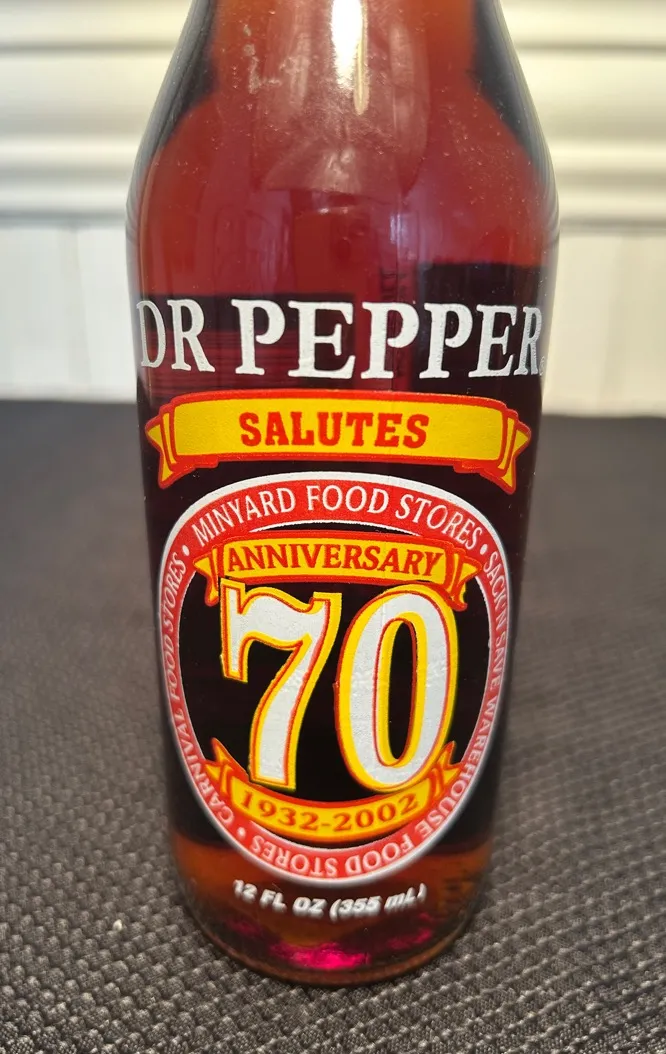 DR PEPPER®
SALUTES
MINYARD FOOD STORES • SACK'N SAVE WAREHOUSE FOOD STORES • CARNIVAL FOOD STORES •
ANNIVERSARY
70
1932-2002
12 FL OZ (355 mL)